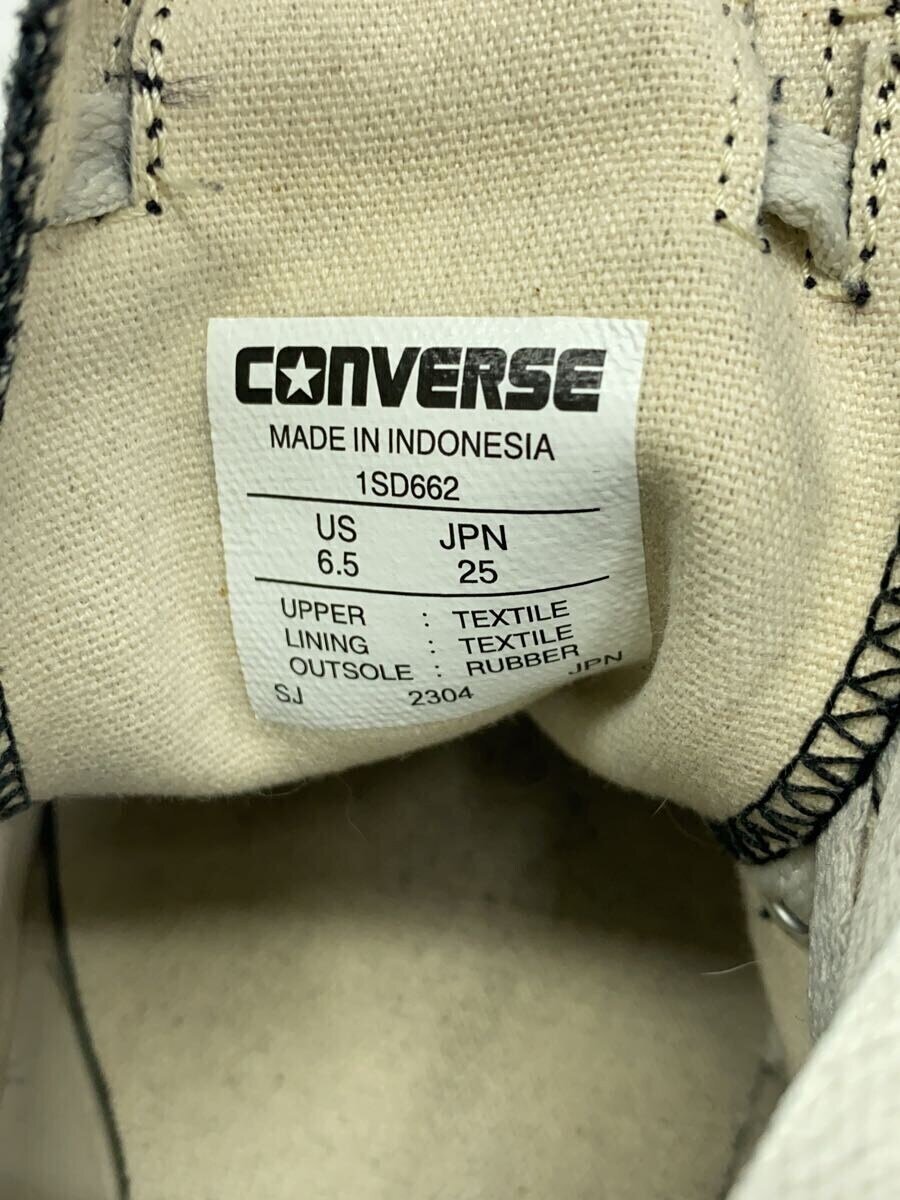 CONVERSE
MADE IN INDONESIA
1SD662
US JPN
6.5 25
UPPER : TEXTILE
LINING : TEXTILE
OUTSOLE : RUBBER
SJ 2304 JPN